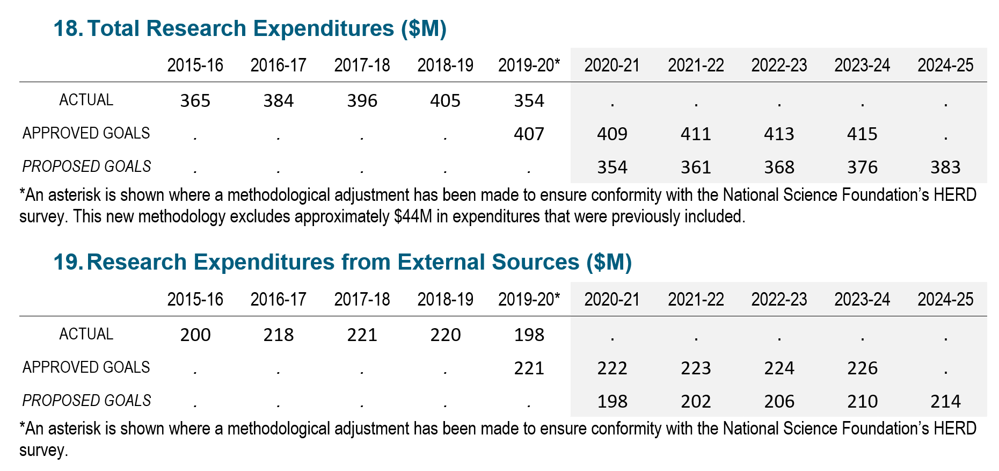 18. Total Research Expenditures ($M)
2015-16 2016-17 2017-18 2018-19 2019-20* 2020-21 2021-22 2022-23 2023-24 2024-25
ACTUAL 365 384 396 405 354 . . . . .
APPROVED GOALS . . . . 407 409 411 413 415 .
PROPOSED GOALS . . . . . 354 361 368 376 383
*An asterisk is shown where a methodological adjustment has been made to ensure conformity with the National Science Foundation’s HERD
survey. This new methodology excludes approximately $44M in expenditures that were previously included.
19. Research Expenditures from External Sources ($M)
2015-16 2016-17 2017-18 2018-19 2019-20* 2020-21 2021-22 2022-23 2023-24 2024-25
ACTUAL 200 218 221 220 198 . . . . .
APPROVED GOALS . . . . 221 222 223 224 226 .
PROPOSED GOALS . . . . . 198 202 206 210 214
*An asterisk is shown where a methodological adjustment has been made to ensure conformity with the National Science Foundation’s HERD
survey.